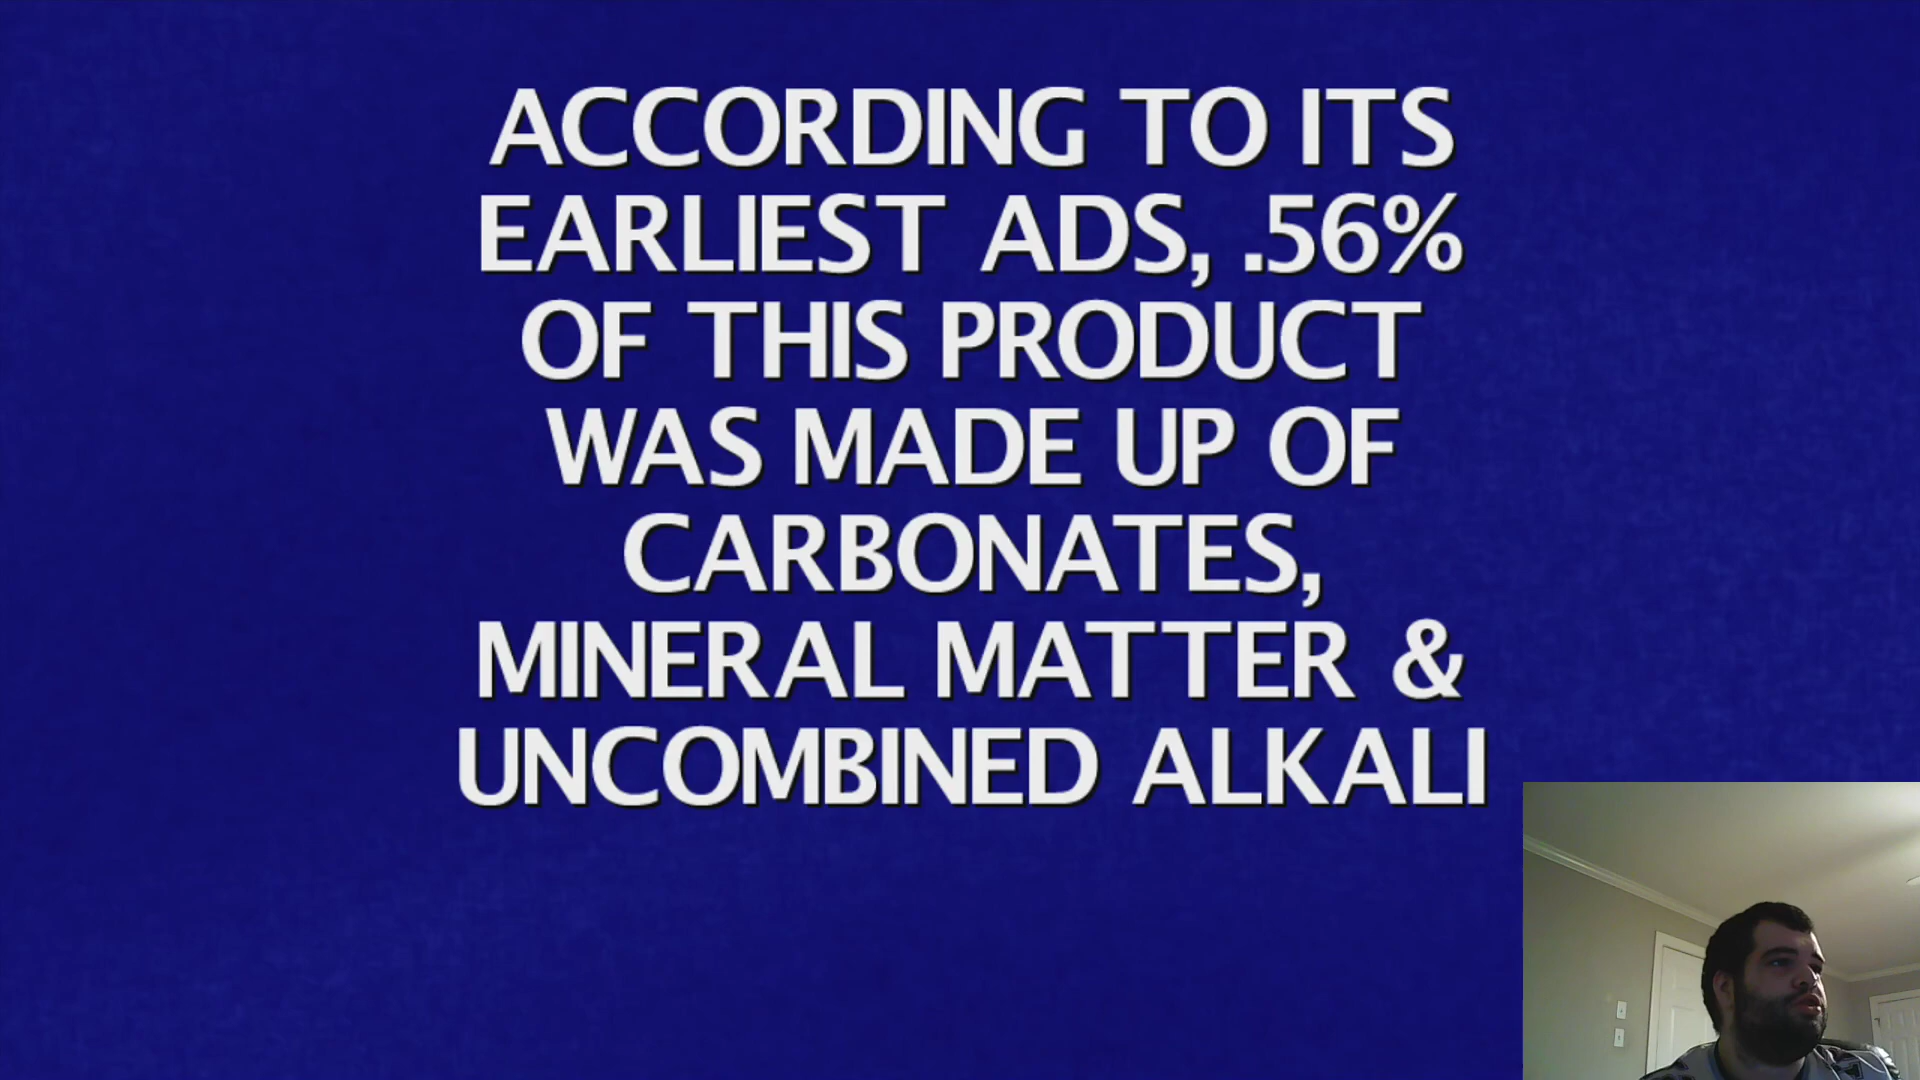 ACCORDING TO ITS
EARLIEST ADS, .56%
OF THIS PRODUCT
WAS MADE UP OF
CARBONATES,
MINERAL MATTER &
UNCOMBINED ALKALI